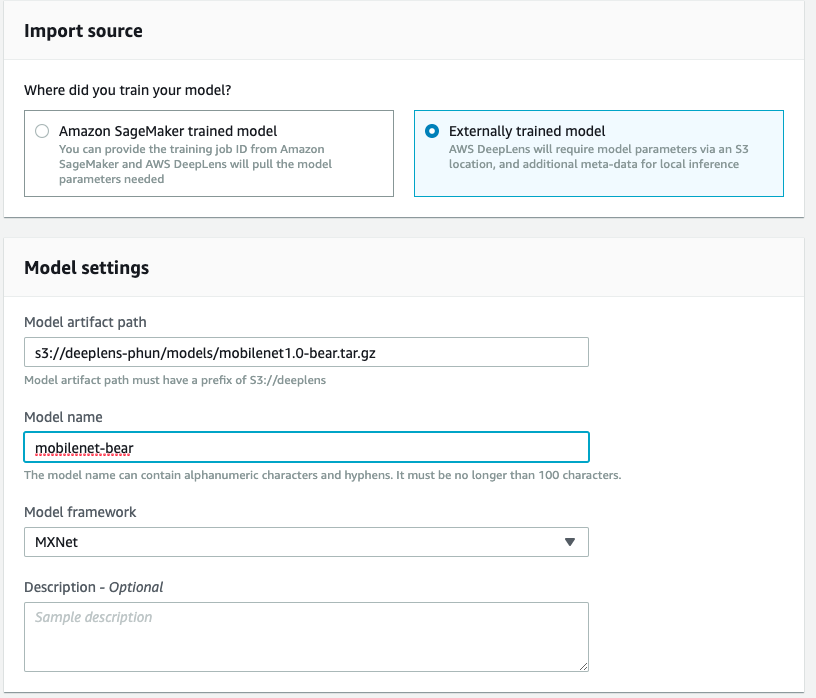 Import source
Where did you train your model?
Amazon SageMaker trained model
You can provide the training job ID from Amazon
SageMaker and AWS DeepLens will pull the model
parameters needed
Externally trained model
AWS DeepLens will require model parameters via an S3
location, and additional meta-data for local inference
Model settings
Model artifact path
s3://deeplens-phun/models/mobilenet1.0-bear.tar.gz
Model artifact path must have a prefix of S3://deeplens
Model name
mobilenet-bear
The model name can contain alphanumeric characters and hyphens. It must be no longer than 100 characters.
Model framework
MXNet
Description - Optional
Sample description